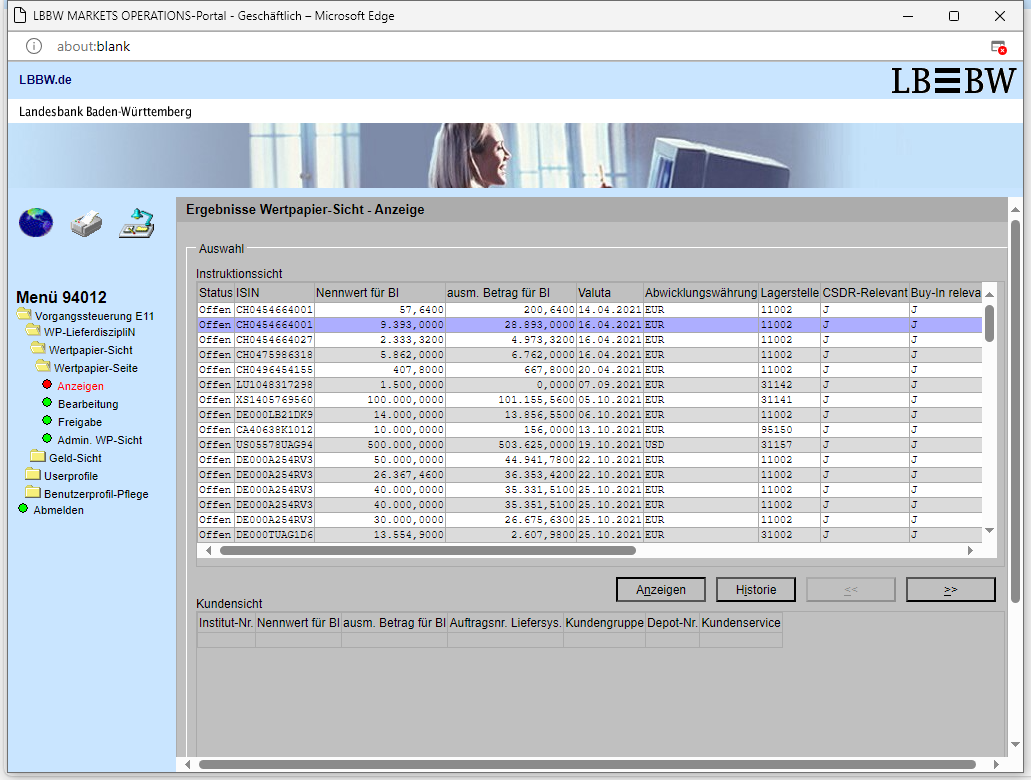 LBBW MARKETS OPERATIONS-Portal - Geschäftlich – Microsoft Edge
about:blank
LBBW.de
LBBW
Landesbank Baden-Württemberg
Menü 94012
Vorgangssteuerung E11
WP-LieferdiszipliN
Wertpapier-Sicht
Wertpapier-Seite
Anzeigen
Bearbeitung
Freigabe
Admin. WP-Sicht
Geld-Sicht
Userprofile
Benutzerprofil-Pflege
Abmelden
Ergebnisse Wertpapier-Sicht - Anzeige
Auswahl
Instruktionssicht
Status ISIN Nennwert für BI ausm. Betrag für BI Valuta Abwicklungswährung Lagerstelle CSDR-Relevant Buy-In releva
Offen CH0454664001 57,6400 200,6400 14.04.2021 EUR 11002 J J
Offen CH0454664001 9.393,0000 28.893,0000 16.04.2021 EUR 11002 J J
Offen CH0454664027 2.333,3200 4.973,3200 16.04.2021 EUR 11002 J J
Offen CH0475986318 5.862,0000 6.762,0000 16.04.2021 EUR 11002 J J
Offen CH0496454155 407,8000 667,8000 20.04.2021 EUR 11002 J J
Offen LU1048317298 1.500,0000 0,0000 07.09.2021 EUR 31142 J J
Offen XS1405769560 100.000,0000 101.155,5600 05.10.2021 EUR 31141 J J
Offen DE000LB21DK9 14.000,0000 13.856,5500 06.10.2021 EUR 11002 J J
Offen CA40638K1012 10.000,0000 156,0000 13.10.2021 EUR 95150 J J
Offen US05578UAG94 500.000,0000 503.625,0000 19.10.2021 USD 31157 J J
Offen DE000A254RV3 50.000,0000 44.941,7800 22.10.2021 EUR 11002 J J
Offen DE000A254RV3 26.367,4600 36.353,4200 22.10.2021 EUR 11002 J J
Offen DE000A254RV3 40.000,0000 35.331,5100 25.10.2021 EUR 11002 J J
Offen DE000A254RV3 40.000,0000 35.351,5100 25.10.2021 EUR 11002 J J
Offen DE000A254RV3 30.000,0000 26.675,6300 25.10.2021 EUR 11002 J J
Offen DE000TUAG1D6 13.554,9000 2.607,9800 25.10.2021 EUR 31002 J J
Anzeigen Historie << >>
Kundensicht
Institut-Nr. Nennwert für BI ausm. Betrag für BI Auftragsnr. Liefersys. Kundengruppe Depot-Nr. Kundenservice